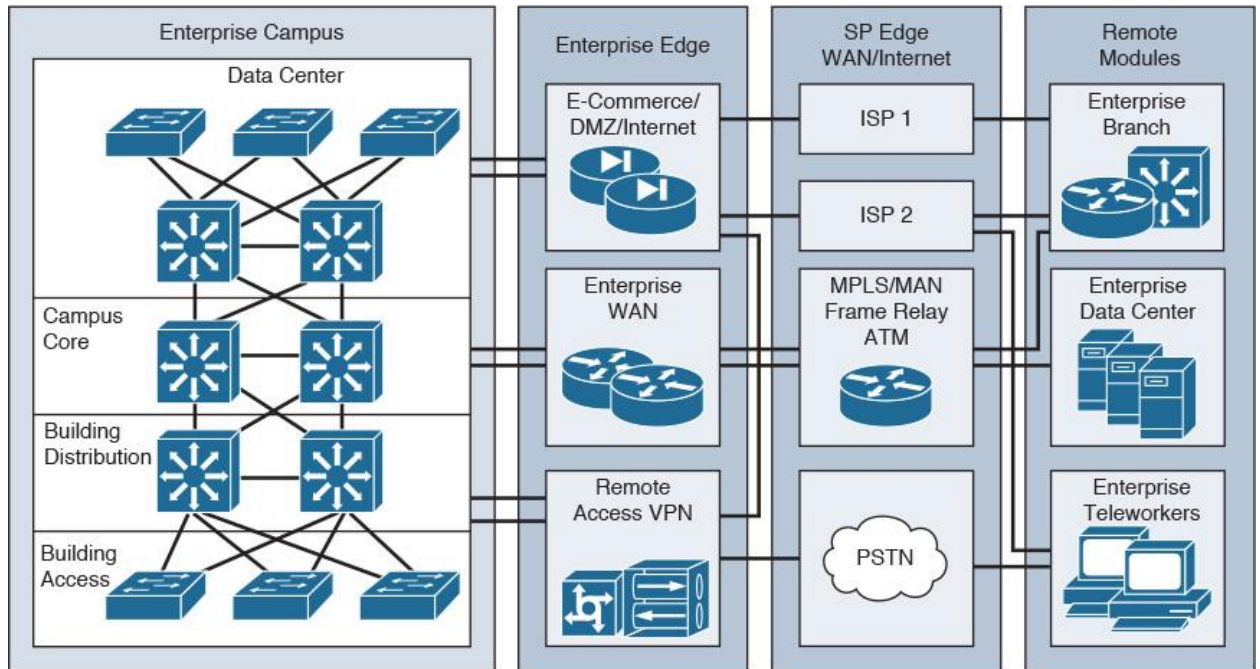 Enterprise Campus
Data Center
Campus
Core
Building
Distribution
Building
Access
Enterprise Edge
E-Commerce/
DMZ/Internet
Enterprise
WAN
Remote
Access VPN
SP Edge
WAN/Internet
ISP 1
ISP 2
MPLS/MAN
Frame Relay
ATM
PSTN
Remote
Modules
Enterprise
Branch
Enterprise
Data Center
Enterprise
Teleworkers